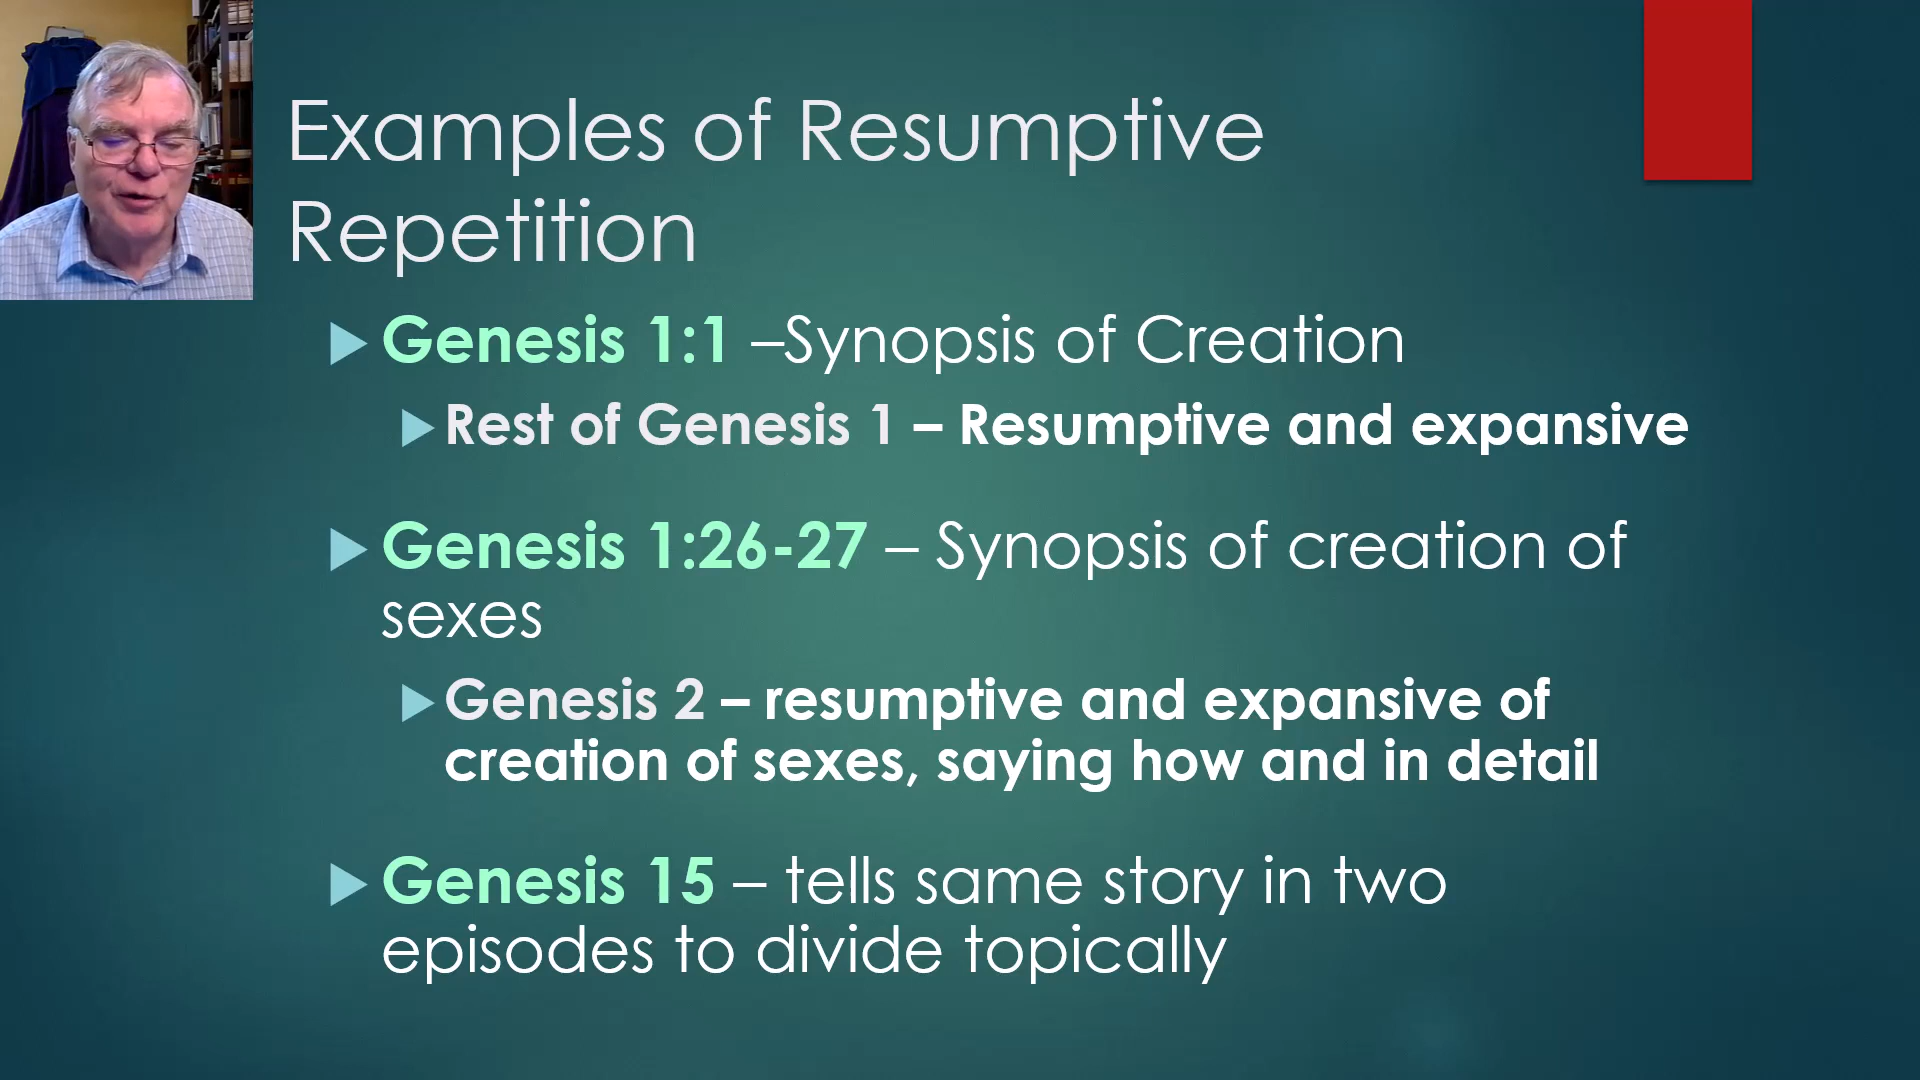 Examples of Resumptive
Repetition
Genesis 1:1 –Synopsis of Creation
Rest of Genesis 1 – Resumptive and expansive
Genesis 1:26-27 – Synopsis of creation of
sexes
Genesis 2 – resumptive and expansive of
creation of sexes, saying how and in detail
Genesis 15 – tells same story in two
episodes to divide topically